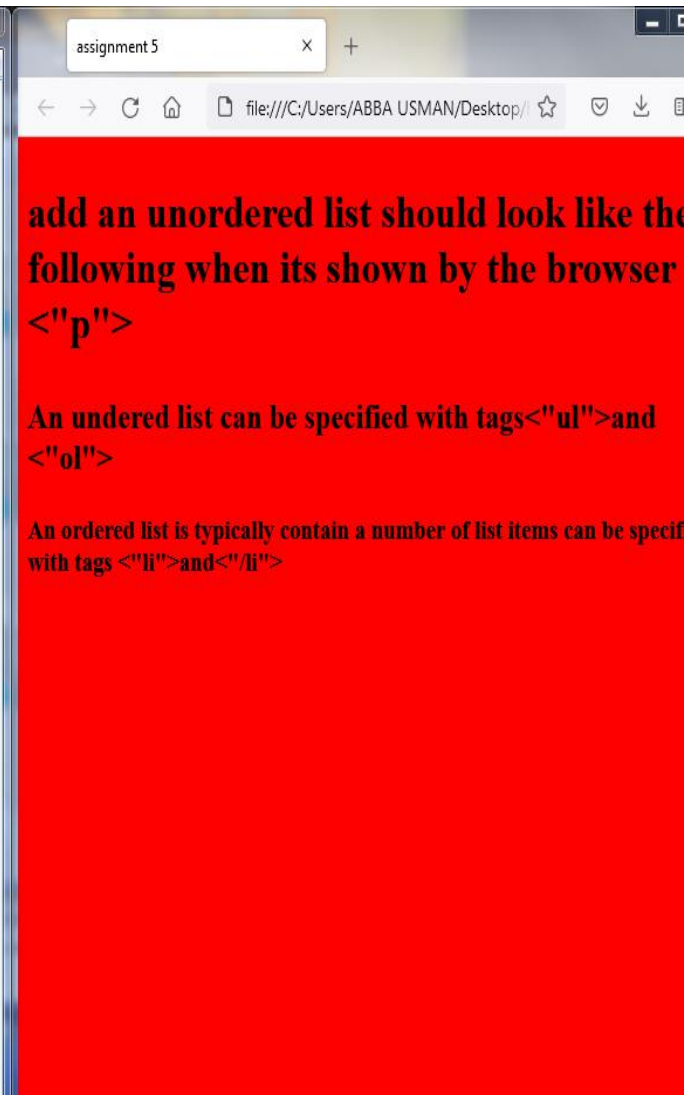 assignment 5
file:///C:/Users/ABBA USMAN/Desktop/
add an unordered list should look like the
following when its shown by the browser
<"p">
An undered list can be specified with tags<"ul">and
<"ol">
An ordered list is typically contain a number of list items can be specif
with tags <"li">and<"/li">